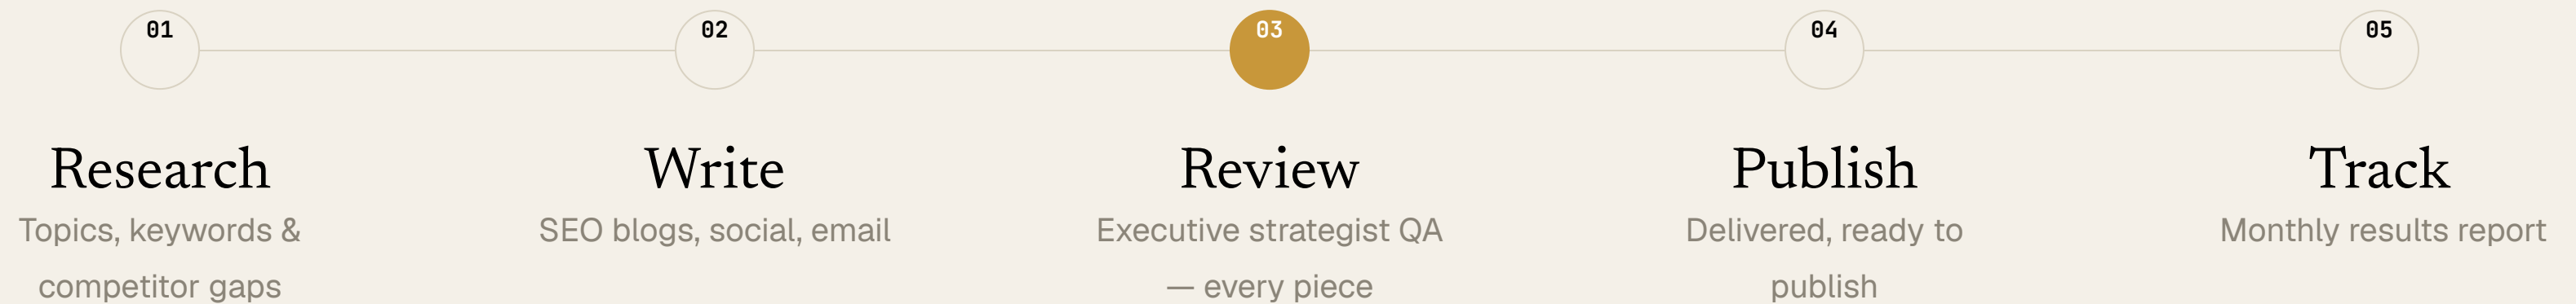 01
02
03
04
05
Research
Write
Review
Publish
Track
Topics, keywords &
competitor gaps
SEO blogs, social, email
Executive strategist QA
— every piece
Delivered, ready to
publish
Monthly results report